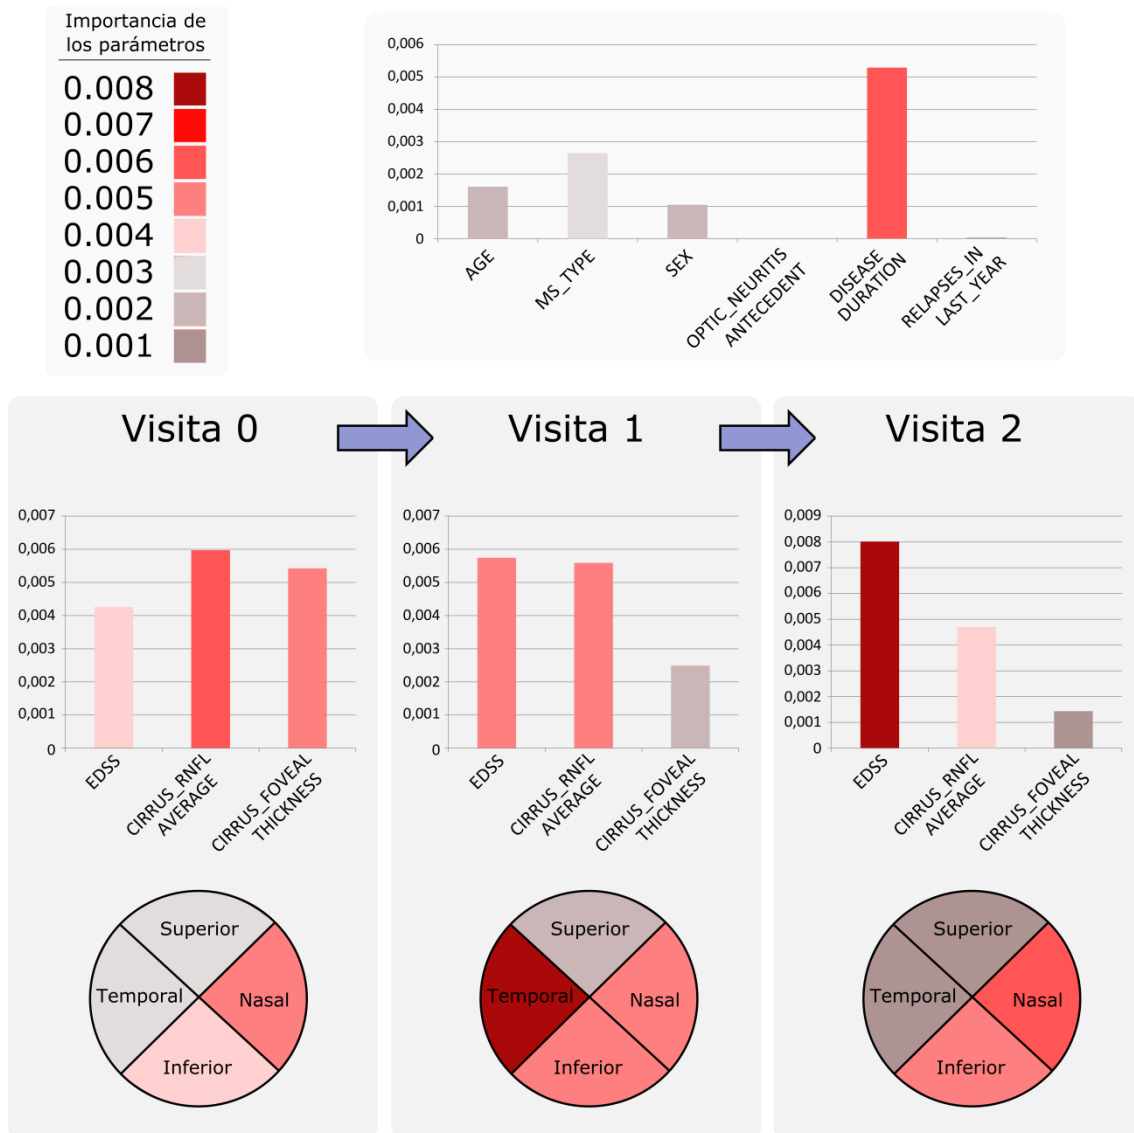 Importancia de
los parámetros
0.008
0.007
0.006
0.005
0.004
0.003
0.002
0.001
0,006
0,005
0,004
0,003
0,002
0,001
0
AGE
MS_TYPE
SEX
OPTIC_NEURITIS
ANTECEDENT
DISEASE
DURATION
RELAPSES_IN
LAST_YEAR
Visita 0
0,007
0,006
0,005
0,004
0,003
0,002
0,001
0
EDSS
CIRRUS_RNFL
AVERAGE
CIRRUS_FOVEAL
THICKNESS
Superior
Temporal
Nasal
Inferior
Visita 1
0,007
0,006
0,005
0,004
0,003
0,002
0,001
0
EDSS
CIRRUS_RNFL
AVERAGE
CIRRUS_FOVEAL
THICKNESS
Superior
Temporal
Nasal
Inferior
Visita 2
0,009
0,008
0,007
0,006
0,005
0,004
0,003
0,002
0,001
0
EDSS
CIRRUS_RNFL
AVERAGE
CIRRUS_FOVEAL
THICKNESS
Superior
Temporal
Nasal
Inferior